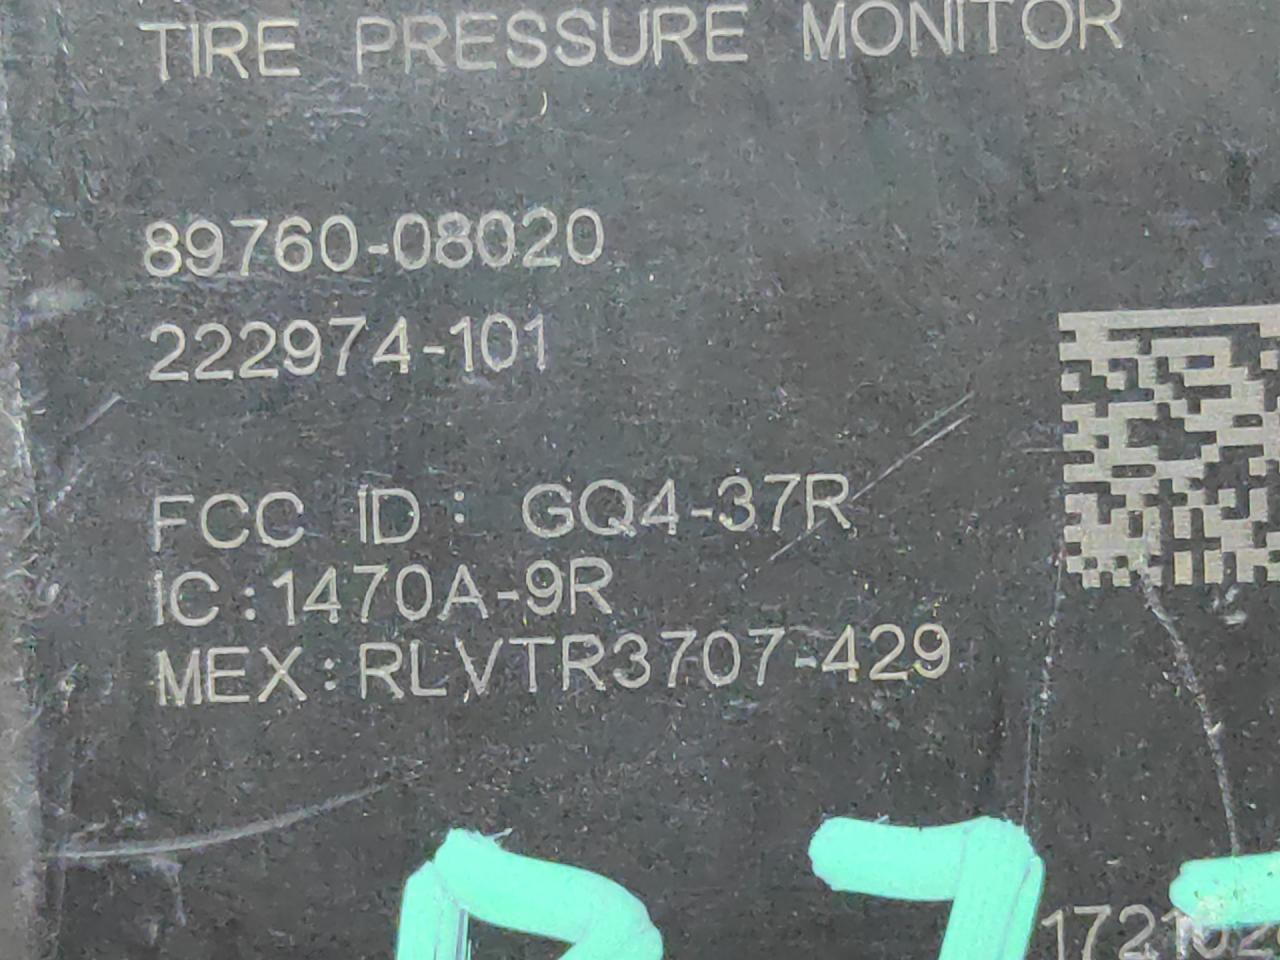 TIRE PRESSURE MONITOR
89760-08020
222974-101
FCC ID: GQ4-37R
IC:1470A-9R
MEX:RLVTR3707-429